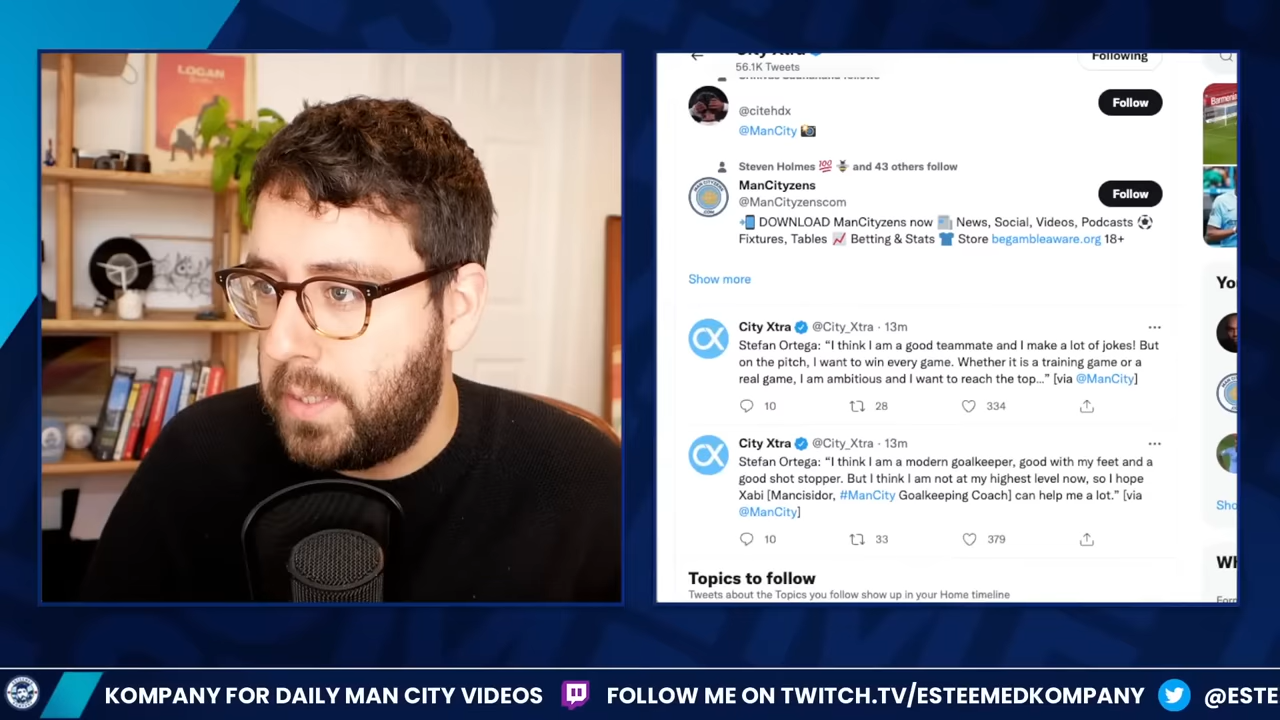 LOGAN
City Xtra
56.1K Tweets
Following
@citehdx
Follow
@ManCity
Steven Holmes 💯 🐝 and 43 others follow
ManCityzens
@ManCityzenscom
Follow
📲 DOWNLOAD ManCityzens now 📰 News, Social, Videos, Podcasts ⚽
Fixtures, Tables 📈 Betting & Stats 👕 Store begambleaware.org 18+
Show more
City Xtra @City_Xtra · 13m
Stefan Ortega: “I think I am a good teammate and I make a lot of jokes! But
on the pitch, I want to win every game. Whether it is a training game or a
real game, I am ambitious and I want to reach the top…” [via @ManCity]
10 28 334
City Xtra @City_Xtra · 13m
Stefan Ortega: “I think I am a modern goalkeeper, good with my feet and a
good shot stopper. But I think I am not at my highest level now, so I hope
Xabi [Mancisidor, #ManCity Goalkeeping Coach] can help me a lot.” [via
@ManCity]
10 33 379
Topics to follow
Tweets about the Topics you follow show up in your Home timeline
Yo
Sho
Wh
KOMPANY FOR DAILY MAN CITY VIDEOS FOLLOW ME ON TWITCH.TV/ESTEEMEDKOMPANY @ESTE